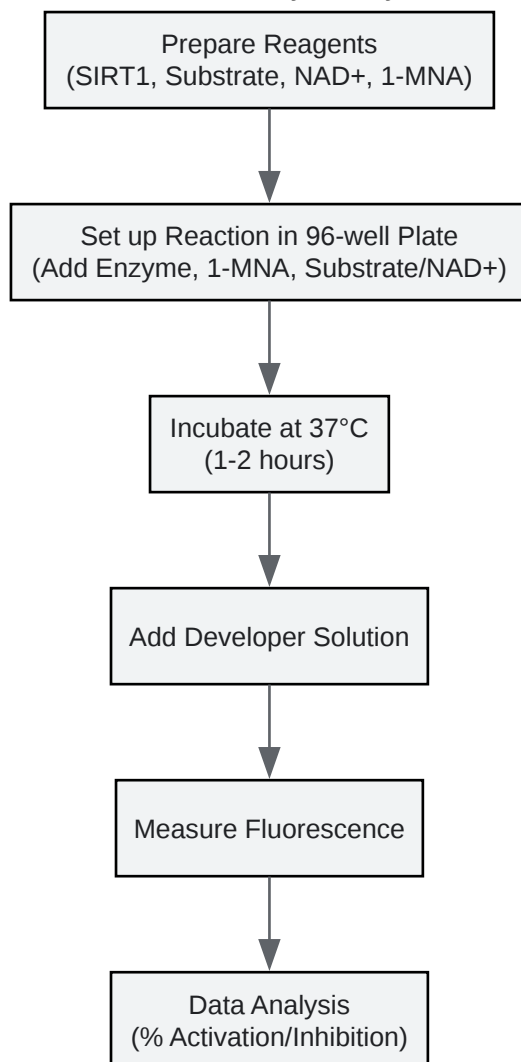 Prepare Reagents
(SIRT1, Substrate, NAD+, 1-MNA)
Set up Reaction in 96-well Plate
(Add Enzyme, 1-MNA, Substrate/NAD+)
Incubate at 37°C
(1-2 hours)
Add Developer Solution
Measure Fluorescence
Data Analysis
(% Activation/Inhibition)